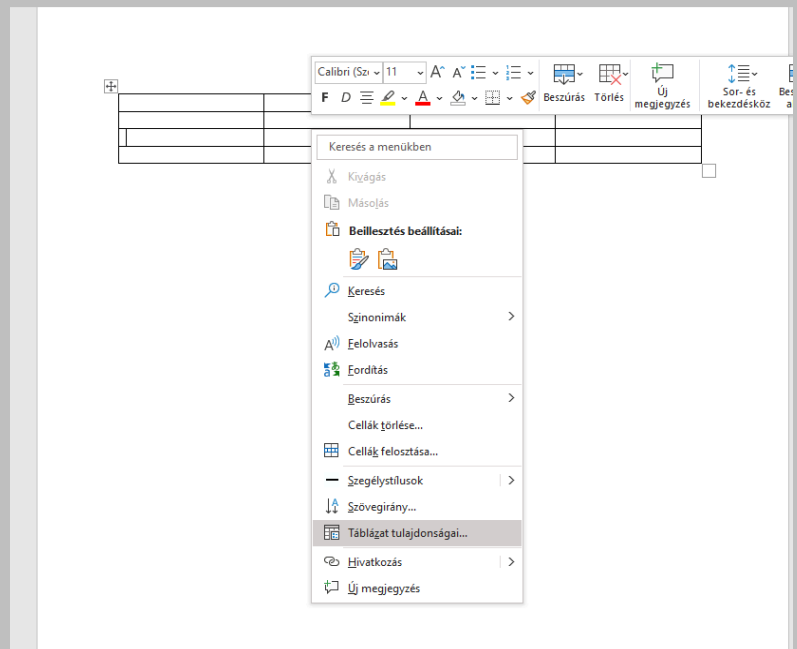 Calibri (Szö
11
A^ A˅
F D A
Beszúrás
Törlés
Új
megjegyzés
Sor- és
bekezdésköz
Keresés a menükben
Kivágás
Másolás
Beillesztés beállításai:
Keresés
Szinonimák
Felolvasás
Fordítás
Beszúrás
Cellák törlése...
Cellák felosztása...
Szegélystílusok
Szövegirány...
Táblázat tulajdonságai...
Hivatkozás
Új megjegyzés